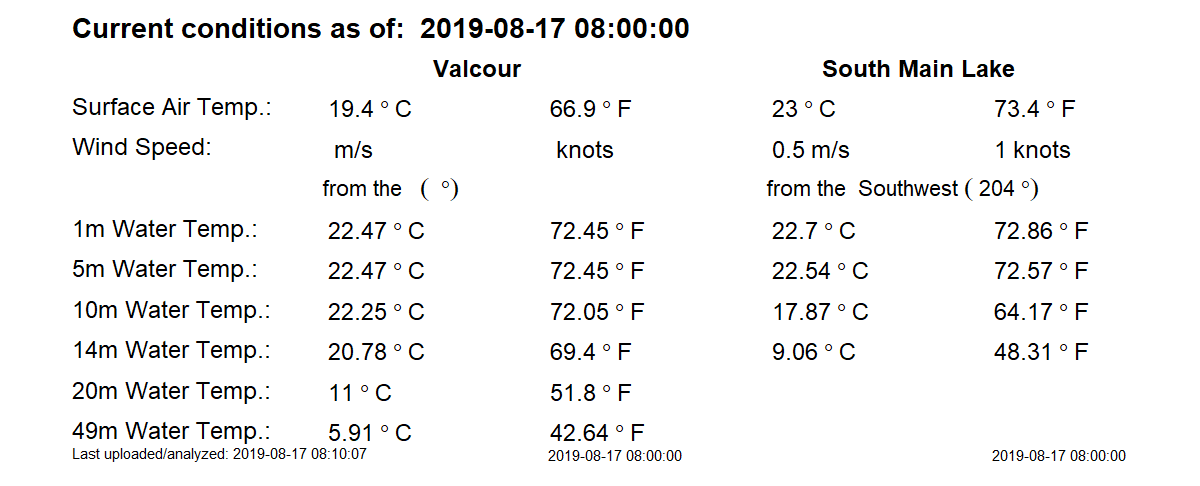 Current conditions as of: 2019-08-17 08:00:00
Valcour South Main Lake
Surface Air Temp.: 19.4 ° C 66.9 ° F 23 ° C 73.4 ° F
Wind Speed: m/s knots 0.5 m/s 1 knots
from the ( °) from the Southwest ( 204 °)
1m Water Temp.: 22.47 ° C 72.45 ° F 22.7 ° C 72.86 ° F
5m Water Temp.: 22.47 ° C 72.45 ° F 22.54 ° C 72.57 ° F
10m Water Temp.: 22.25 ° C 72.05 ° F 17.87 ° C 64.17 ° F
14m Water Temp.: 20.78 ° C 69.4 ° F 9.06 ° C 48.31 ° F
20m Water Temp.: 11 ° C 51.8 ° F
49m Water Temp.: 5.91 ° C 42.64 ° F
Last uploaded/analyzed: 2019-08-17 08:10:07 2019-08-17 08:00:00 2019-08-17 08:00:00